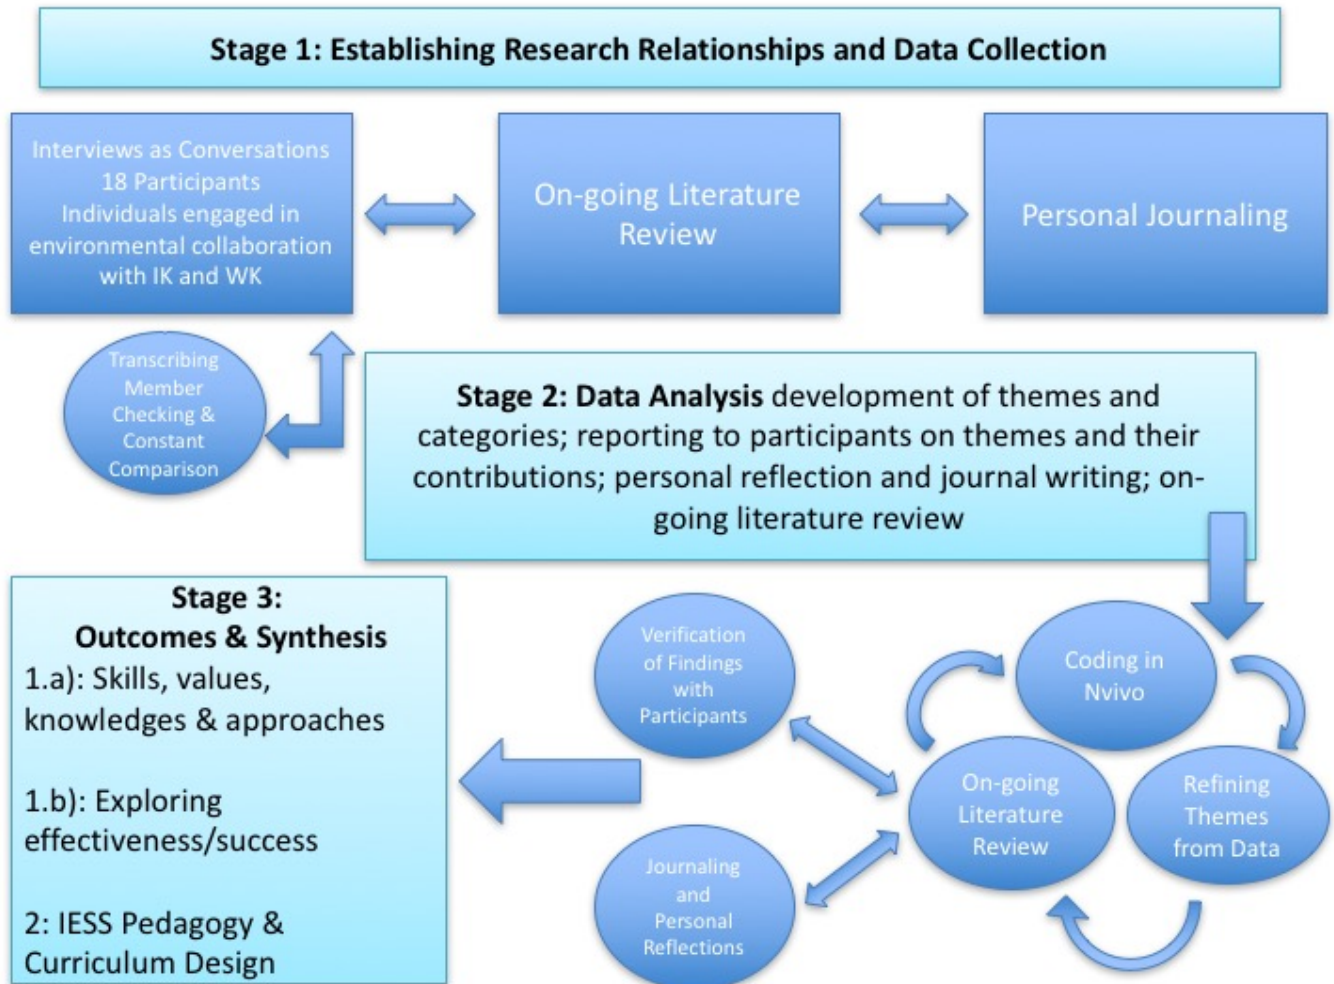 Stage 1: Establishing Research Relationships and Data Collection
Interviews as Conversations
18 Participants
Individuals engaged in
environmental collaboration
with IK and WK
On-going Literature
Review
Personal Journaling
Transcribing
Member
Checking &
Constant
Comparison
Stage 2: Data Analysis development of themes and
categories; reporting to participants on themes and their
contributions; personal reflection and journal writing; on-
going literature review
Stage 3:
Outcomes & Synthesis
1.a): Skills, values,
knowledges & approaches
1.b): Exploring
effectiveness/success
2: IESS Pedagogy &
Curriculum Design
Verification
of Findings
with
Participants
Journaling
and
Personal
Reflections
Coding in
Nvivo
On-going
Literature
Review
Refining
Themes
from Data